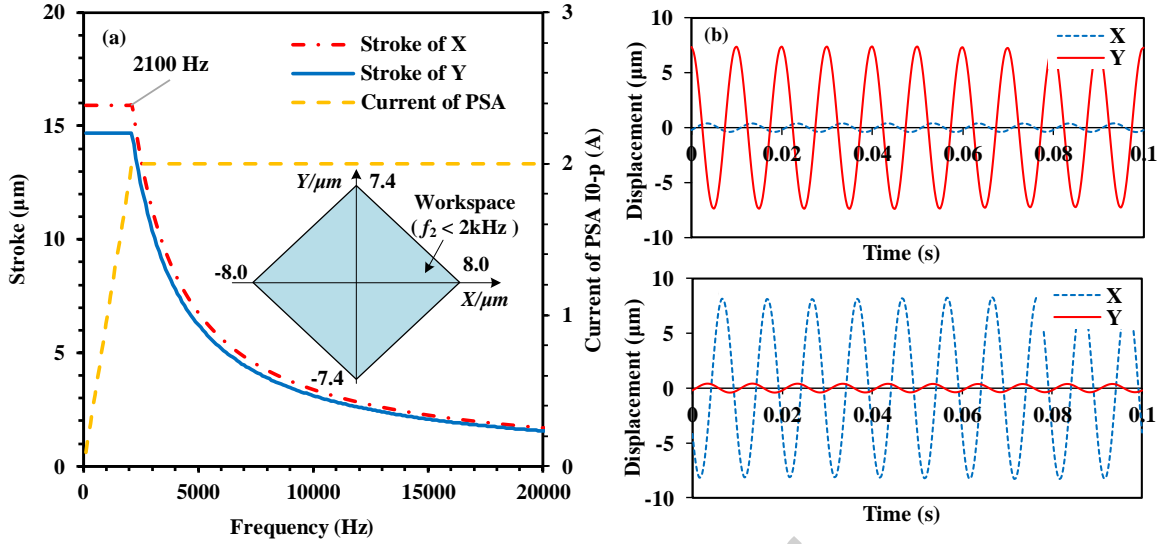 (a)
Stroke of X
Stroke of Y
Current of PSA
2100 Hz
Stroke (μm)
20
15
10
5
0
3
2
1
0
Current of PSA I0-p (A)
Y/μm
7.4
Workspace
( f2 < 2kHz )
-8.0
8.0
X/μm
-7.4
0
5000
10000
15000
20000
Frequency (Hz)
(b)
X
Y
Displacement (μm)
10
5
0
-5
-10
0
0.02
0.04
0.06
0.08
0.1
Time (s)
X
Y
Displacement (μm)
10
5
0
-5
-10
0
0.02
0.04
0.06
0.08
0.1
Time (s)